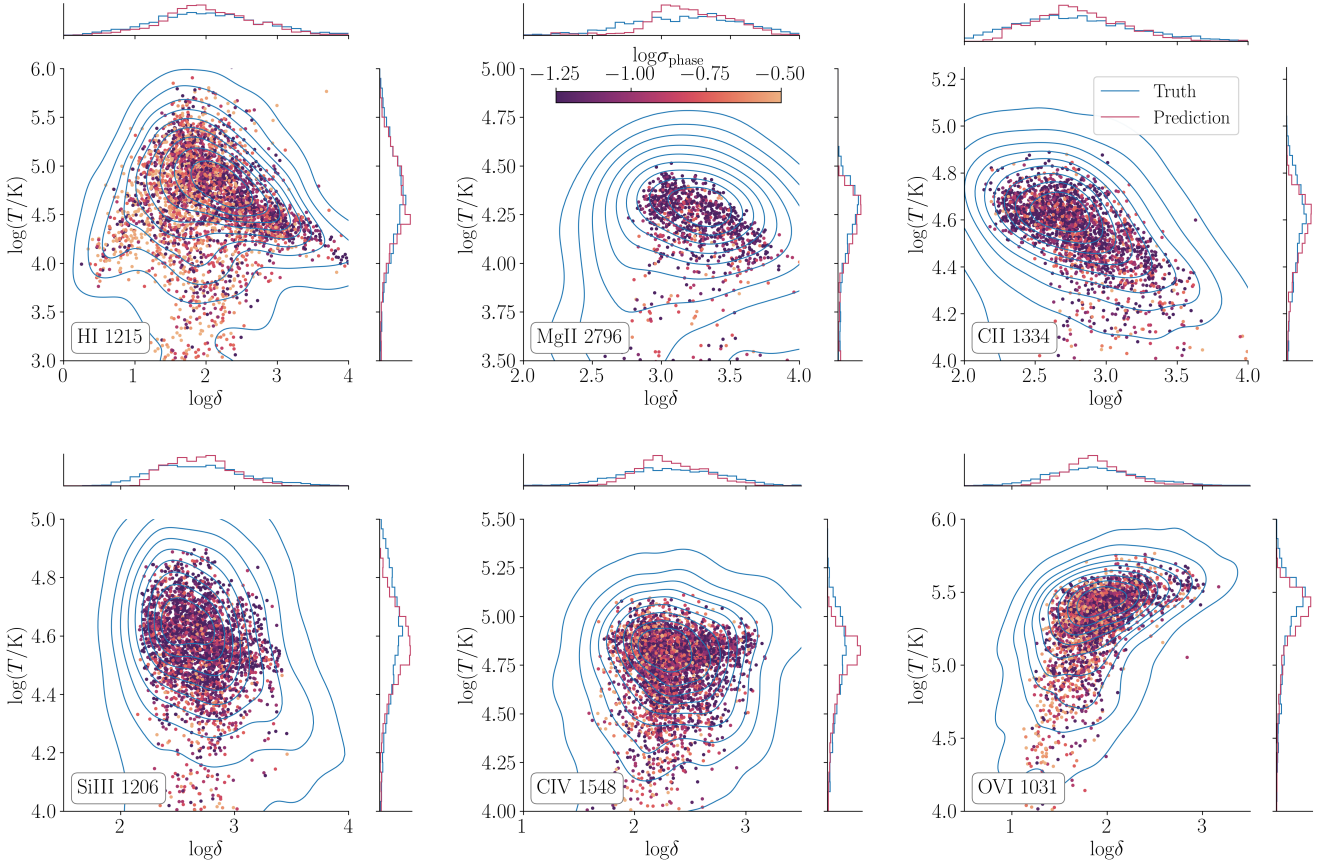 logσphase
−1.25 −1.00 −0.75 −0.50
6.0
5.5
5.0
4.5
4.0
3.5
3.0
log(T/K)
HI 1215
0 1 2 3 4
logδ
5.00
4.75
4.50
4.25
4.00
3.75
3.50
log(T/K)
MgII 2796
2.0 2.5 3.0 3.5 4.0
logδ
5.2
5.0
4.8
4.6
4.4
4.2
4.0
log(T/K)
Truth
Prediction
CII 1334
2.0 2.5 3.0 3.5 4.0
logδ
5.0
4.8
4.6
4.4
4.2
4.0
log(T/K)
SiIII 1206
2 3 4
logδ
5.50
5.25
5.00
4.75
4.50
4.25
4.00
log(T/K)
CIV 1548
1 2 3
logδ
6.0
5.5
5.0
4.5
4.0
log(T/K)
OVI 1031
1 2 3
logδ